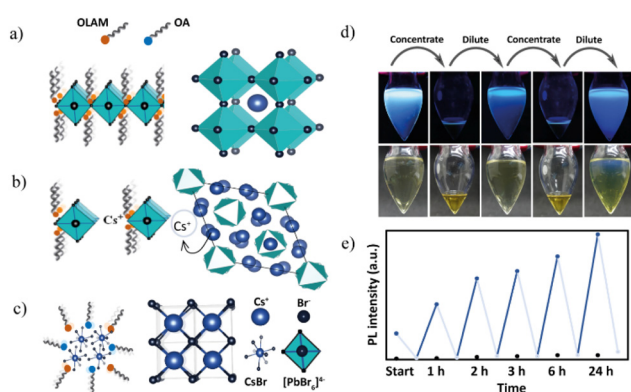 a)
OLAM
OA
b)
Cs⁺
Cs⁺
c)
Cs⁺
Br⁻
CsBr
[PbBr₆]⁴⁻
d)
Concentrate
Dilute
Concentrate
Dilute
e)
PL intensity (a.u.)
Start
1 h
2 h
3 h
6 h
24 h
Time